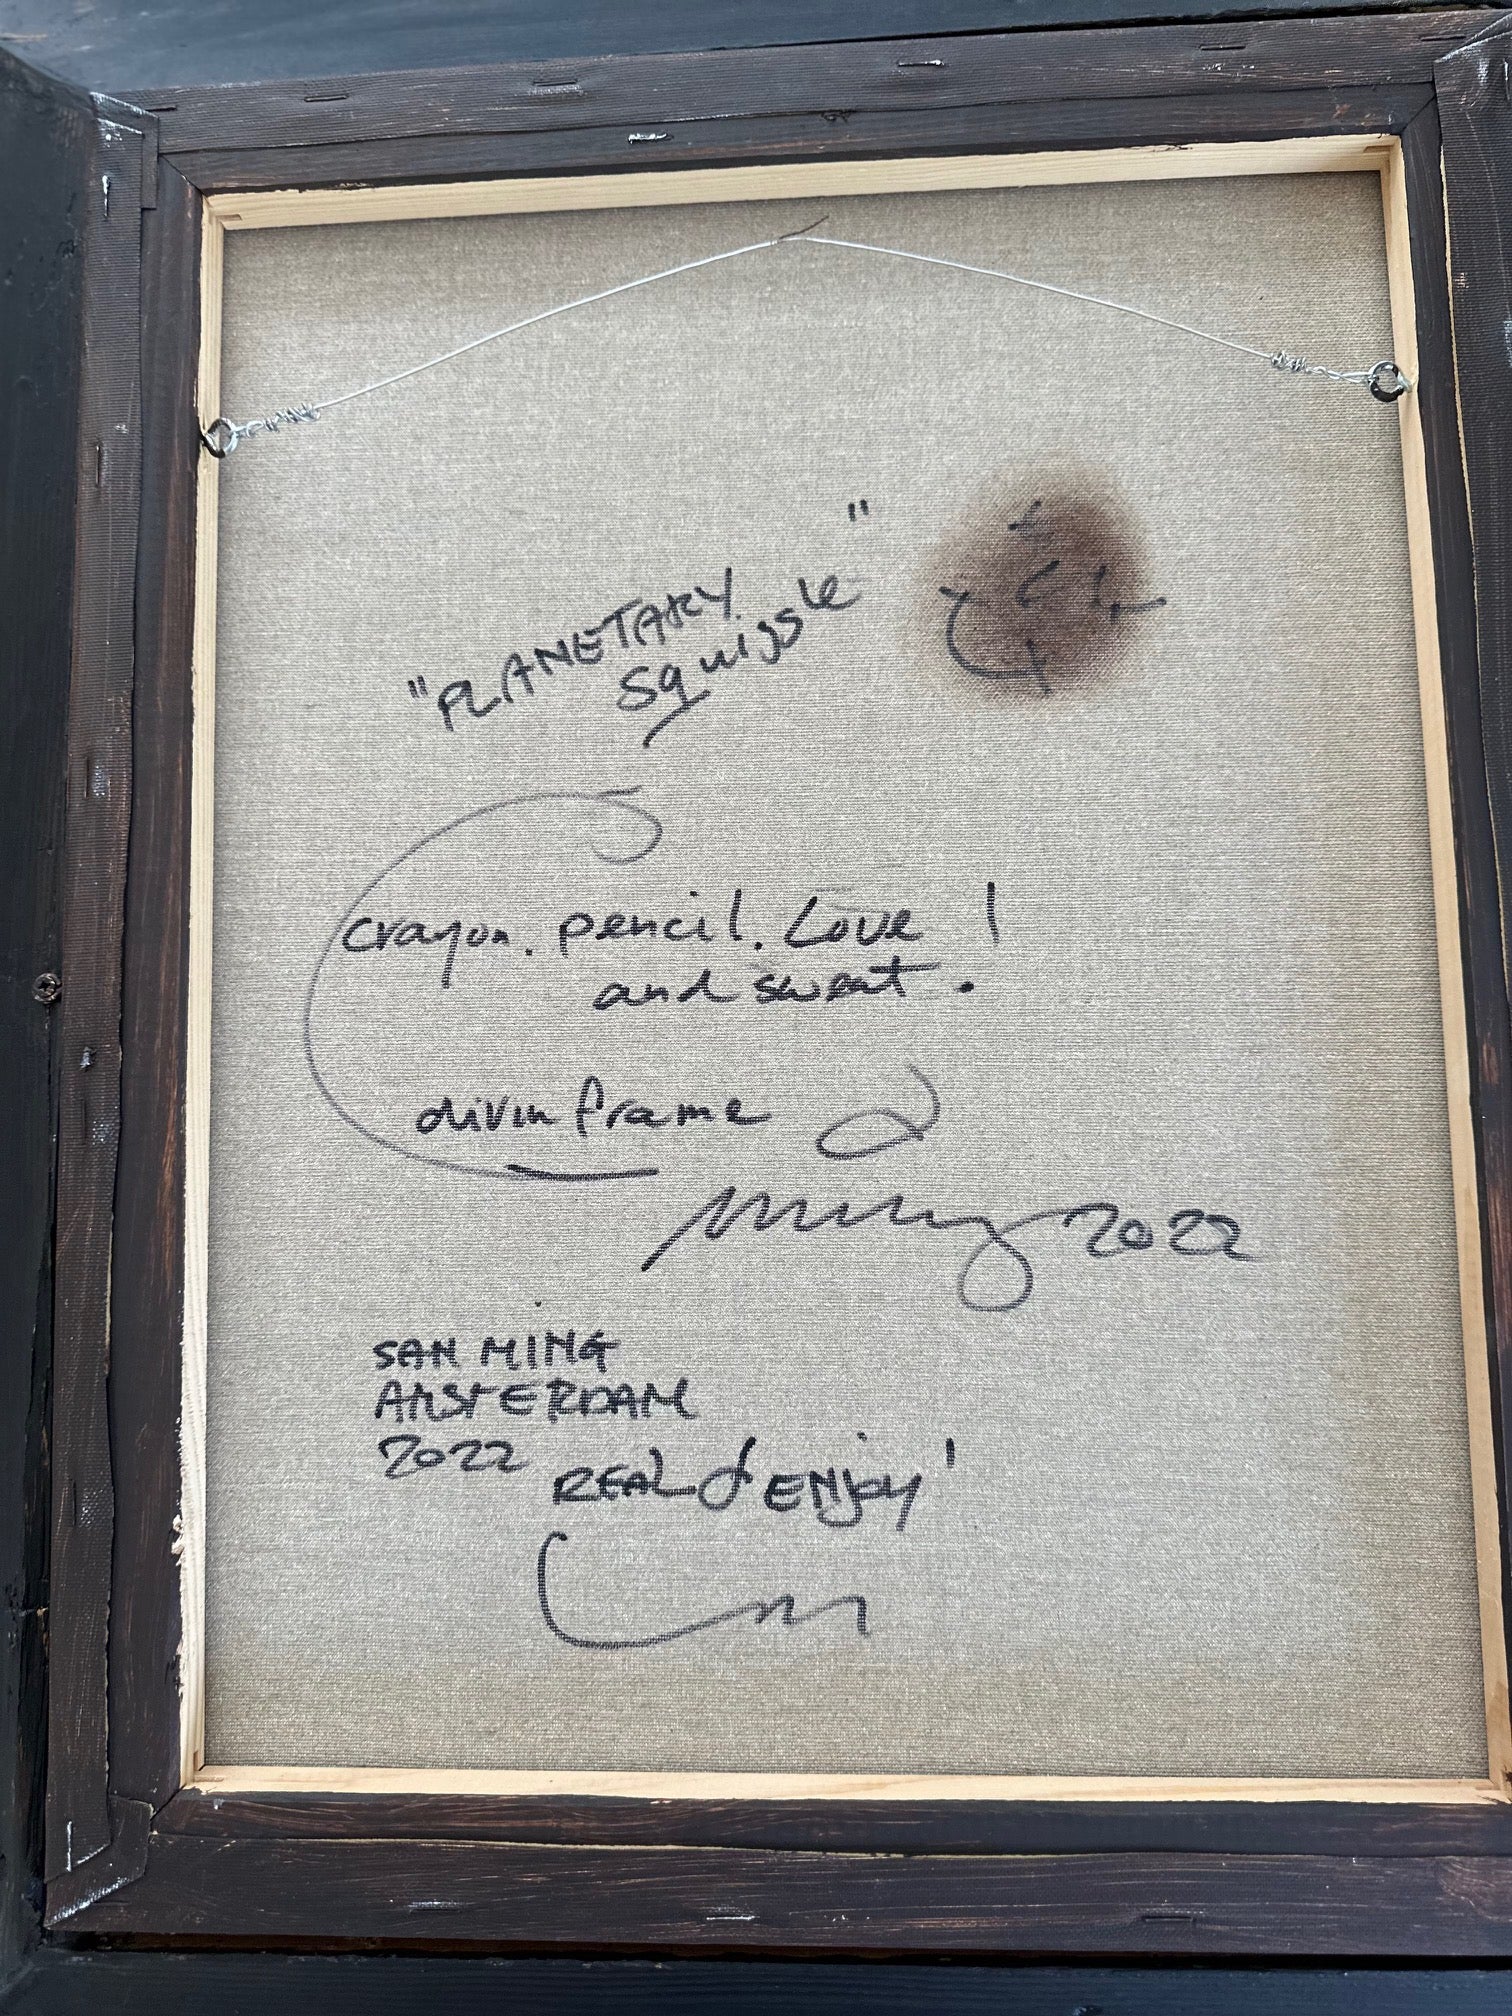 "PLANETARY
squiggle"
crayon. pencil. Love !
and sweat.
divin frame
2022
SAN MING
AMSTERDAM
2022
REAL & ENJOY!